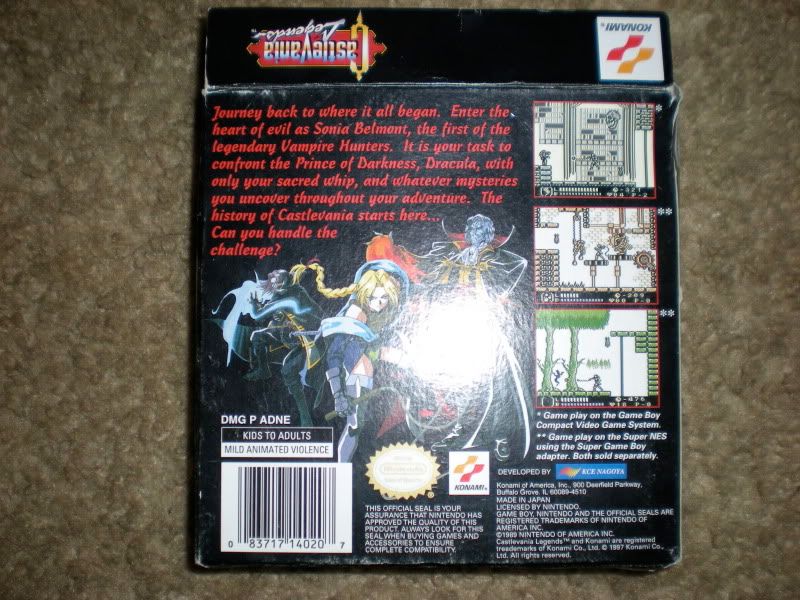 Castlevania
Legends™
KONAMI
Journey back to where it all began. Enter the
heart of evil as Sonia Belmont, the first of the
legendary Vampire Hunters. It is your task to
confront the Prince of Darkness, Dracula, with
only your sacred whip, and whatever mysteries
you uncover throughout your adventure. The
history of Castlevania starts here...
Can you handle the
challenge?
*
**
**
* Game play on the Game Boy
Compact Video Game System.
** Game play on the Super NES
using the Super Game Boy
adapter. Both sold separately.
DMG P ADNE
KIDS TO ADULTS
MILD ANIMATED VIOLENCE
0 83717 14020 7
Nintendo
KONAMI
THIS OFFICIAL SEAL IS YOUR
ASSURANCE THAT NINTENDO HAS
APPROVED THE QUALITY OF THIS
PRODUCT. ALWAYS LOOK FOR THIS
SEAL WHEN BUYING GAMES AND
ACCESSORIES TO ENSURE
COMPLETE COMPATIBILITY.
DEVELOPED BY KCE NAGOYA
Konami of America, Inc., 900 Deerfield Parkway,
Buffalo Grove. IL 60089-4510
MADE IN JAPAN
LICENSED BY NINTENDO.
GAME BOY, NINTENDO AND THE OFFICIAL SEALS ARE
REGISTERED TRADEMARKS OF NINTENDO OF
AMERICA INC.
©1989 NINTENDO OF AMERICA INC.
Castlevania Legends™ and Konami are registered
trademarks of Konami Co., Ltd. © 1997 Konami Co.,
Ltd. All rights reserved.